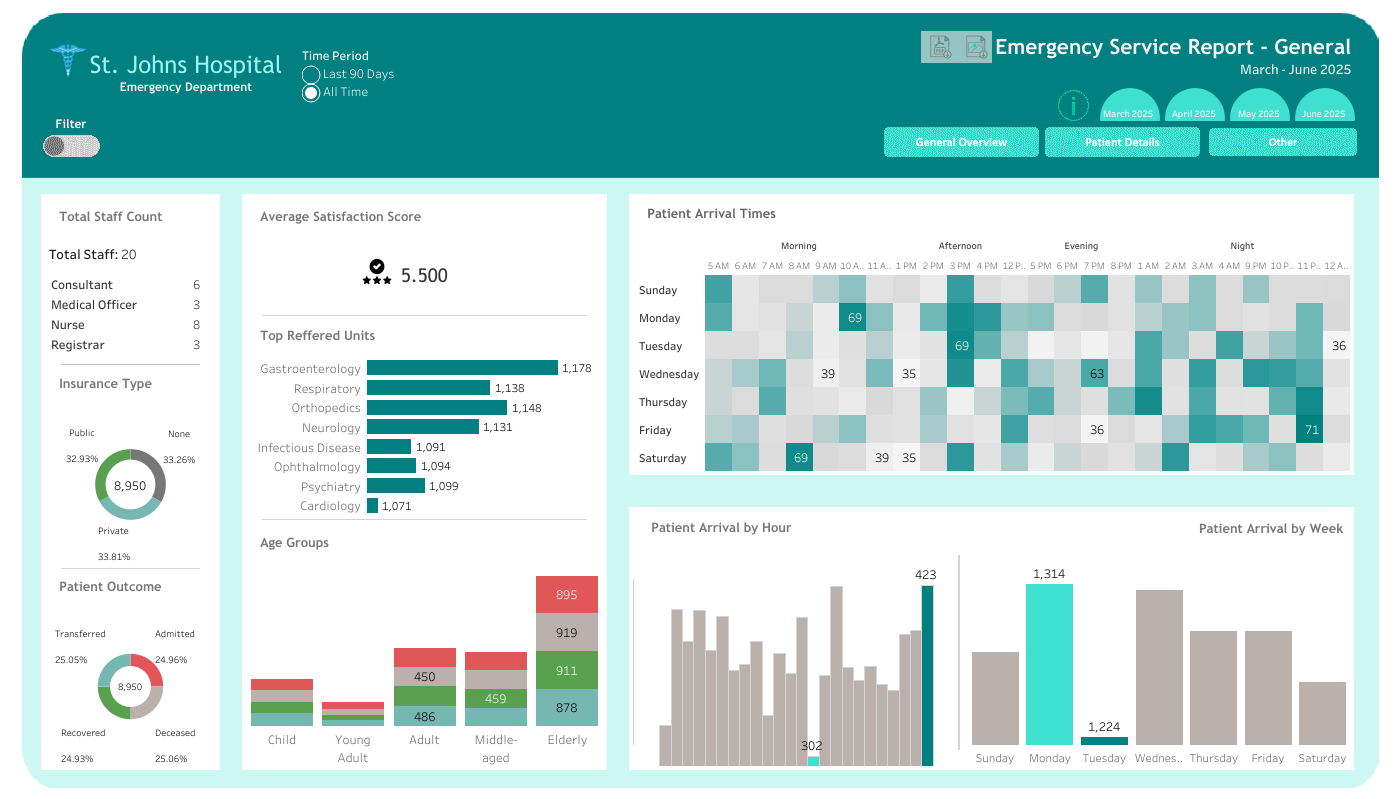 St. Johns Hospital
Emergency Department
Time Period
Last 90 Days
All Time
Filter
Emergency Service Report - General
March - June 2025
March 2025 April 2025 May 2025 June 2025
General Overview Patient Details Other
Total Staff Count
Total Staff: 20
Consultant 6
Medical Officer 3
Nurse 8
Registrar 3
Insurance Type
Public None
32.93% 33.26%
8,950
Private
33.81%
Patient Outcome
Transferred Admitted
25.05% 24.96%
8,950
Recovered Deceased
24.93% 25.06%
Average Satisfaction Score
5.500
Top Reffered Units
Gastroenterology 1,178
Respiratory 1,138
Orthopedics 1,148
Neurology 1,131
Infectious Disease 1,091
Ophthalmology 1,094
Psychiatry 1,099
Cardiology 1,071
Age Groups
895
919
450 911
459
486 878
Child Young Adult Middle- Elderly
Adult aged
Patient Arrival Times
Morning Afternoon Evening Night
5 AM 6 AM 7 AM 8 AM 9 AM 10 A.. 11 A.. 1 PM 2 PM 3 PM 4 PM 12 P.. 5 PM 6 PM 7 PM 8 PM 1 AM 2 AM 3 AM 4 AM 9 PM 10 P.. 11 P.. 12 A..
Sunday
Monday 69
Tuesday 69 36
Wednesday 39 35 63
Thursday
Friday 36 71
Saturday 69 39 35
Patient Arrival by Hour
423
302
Patient Arrival by Week
1,314
1,224
Sunday Monday Tuesday Wednes.. Thursday Friday Saturday